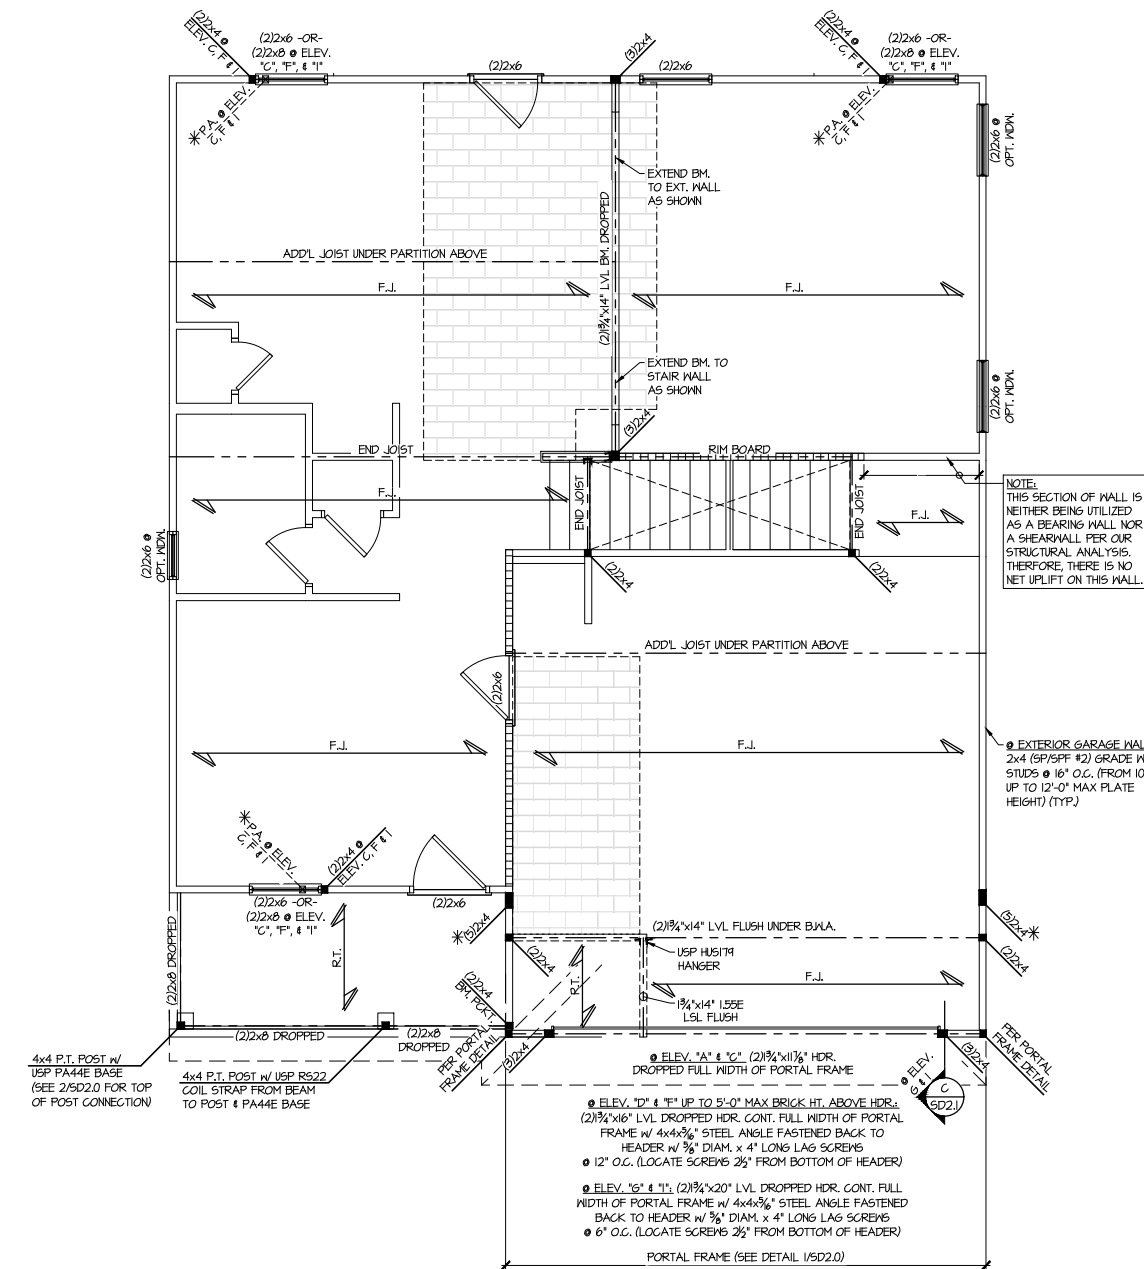 (2)2x4 @
ELEV. C, F & I
(2)2x6 -OR-
(2)2x8 @ ELEV.
"C", "F", & "I"
(2)2x6
(3)2x4
(2)2x6
(2)2x4 @
ELEV. C, F & I
(2)2x6 -OR-
(2)2x8 @ ELEV.
"C", "F", & "I"
*P.A. @ ELEV.
C, F & I
*P.A. @ ELEV.
C, F & I
(2)2x6 @
OPT. WDW.
EXTEND BM.
TO EXT. WALL
AS SHOWN
(2)1¾"x14" LVL BM. DROPPED
ADD'L JOIST UNDER PARTITION ABOVE
F.J.
F.J.
EXTEND BM. TO
STAIR WALL
AS SHOWN
(2)2x6 @
OPT. WDW.
(3)2x4
END JOIST
RIM BOARD
F.J.
END JOIST
END JOIST
F.J.
NOTE:
THIS SECTION OF WALL IS
NEITHER BEING UTILIZED
AS A BEARING WALL NOR
A SHEARWALL PER OUR
STRUCTURAL ANALYSIS.
THERFORE, THERE IS NO
NET UPLIFT ON THIS WALL.
(2)2x6 @
OPT. WDW.
(2)2x4
(2)2x4
ADD'L JOIST UNDER PARTITION ABOVE
(2)2x6
F.J.
F.J.
@ EXTERIOR GARAGE WAL
2x4 (SP/SPF #2) GRADE W
STUDS @ 16" O.C. (FROM 10
UP TO 12'-0" MAX PLATE
HEIGHT) (TYP.)
*P.A. @ ELEV.
C, F & I
(2)2x4 @
ELEV. C, F & I
(2)2x6 -OR-
(2)2x8 @ ELEV.
"C", "F", & "I"
(2)2x6
(2)2x8 DROPPED
R.T.
*(5)2x4
(2)2x4
(2)1¾"x14" LVL FLUSH UNDER B.W.A.
USP HUS179
HANGER
(5)2x4*
(2)2x4
R.T.
F.J.
1¾"x14" 1.55E
LSL FLUSH
(2)2x4
BM. PCKT.
(2)2x8 DROPPED
(2)2x8
DROPPED
PER PORTAL
FRAME DETAIL
(3)2x4
(3)2x4
PER PORTAL
FRAME DETAIL
4x4 P.T. POST W/
USP PA44E BASE
(SEE 2/SD2.0 FOR TOP
OF POST CONNECTION)
4x4 P.T. POST W/ USP RS22
COIL STRAP FROM BEAM
TO POST & PA44E BASE
@ ELEV. "A" & "C" (2)1¾"x11⅞" HDR.
DROPPED FULL WIDTH OF PORTAL FRAME
@ ELEV.
G & I
C
SD2.1
@ ELEV. "D" & "F" UP TO 5'-0" MAX BRICK HT. ABOVE HDR.:
(2)1¾"x16" LVL DROPPED HDR. CONT. FULL WIDTH OF PORTAL
FRAME W/ 4x4x5/16" STEEL ANGLE FASTENED BACK TO
HEADER W/ ⅝" DIAM. x 4" LONG LAG SCREWS
@ 12" O.C. (LOCATE SCREWS 2½" FROM BOTTOM OF HEADER)
@ ELEV. "G" & "I": (2)1¾"x20" LVL DROPPED HDR. CONT. FULL
WIDTH OF PORTAL FRAME W/ 4x4x5/16" STEEL ANGLE FASTENED
BACK TO HEADER W/ ⅝" DIAM. x 4" LONG LAG SCREWS
@ 6" O.C. (LOCATE SCREWS 2½" FROM BOTTOM OF HEADER)
PORTAL FRAME (SEE DETAIL 1/SD2.0)